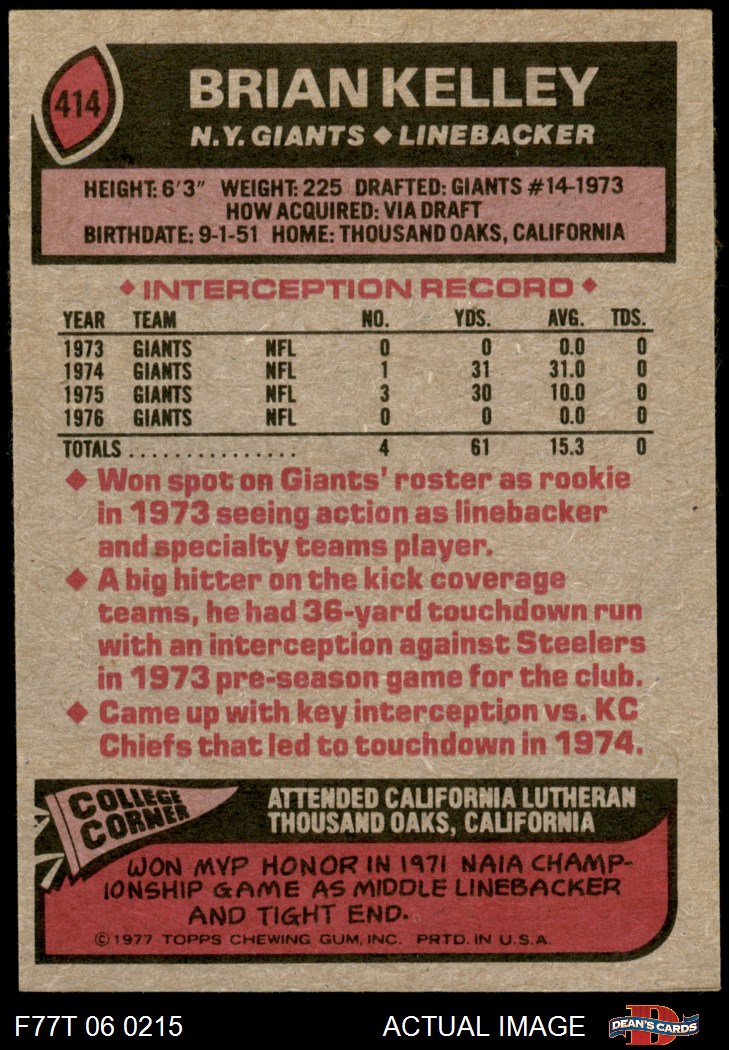 414
BRIAN KELLEY
N.Y. GIANTS ◆ LINEBACKER
HEIGHT: 6'3" WEIGHT: 225 DRAFTED: GIANTS #14-1973
HOW ACQUIRED: VIA DRAFT
BIRTHDATE: 9-1-51 HOME: THOUSAND OAKS, CALIFORNIA
◆ INTERCEPTION RECORD ◆
YEAR TEAM NO. YDS. AVG. TDS.
1973 GIANTS NFL 0 0 0.0 0
1974 GIANTS NFL 1 31 31.0 0
1975 GIANTS NFL 3 30 10.0 0
1976 GIANTS NFL 0 0 0.0 0
TOTALS ............... 4 61 15.3 0
◆ Won spot on Giants' roster as rookie
in 1973 seeing action as linebacker
and specialty teams player.
◆ A big hitter on the kick coverage
teams, he had 36-yard touchdown run
with an interception against Steelers
in 1973 pre-season game for the club.
◆ Came up with key interception vs. KC
Chiefs that led to touchdown in 1974.
COLLEGE
CORNER
ATTENDED CALIFORNIA LUTHERAN
THOUSAND OAKS, CALIFORNIA
WON MVP HONOR IN 1971 NAIA CHAMP-
IONSHIP GAME AS MIDDLE LINEBACKER
AND TIGHT END.
©1977 TOPPS CHEWING GUM, INC. PRTD. IN U.S.A.
F77T 06 0215
ACTUAL IMAGE
D
DEAN'S CARDS